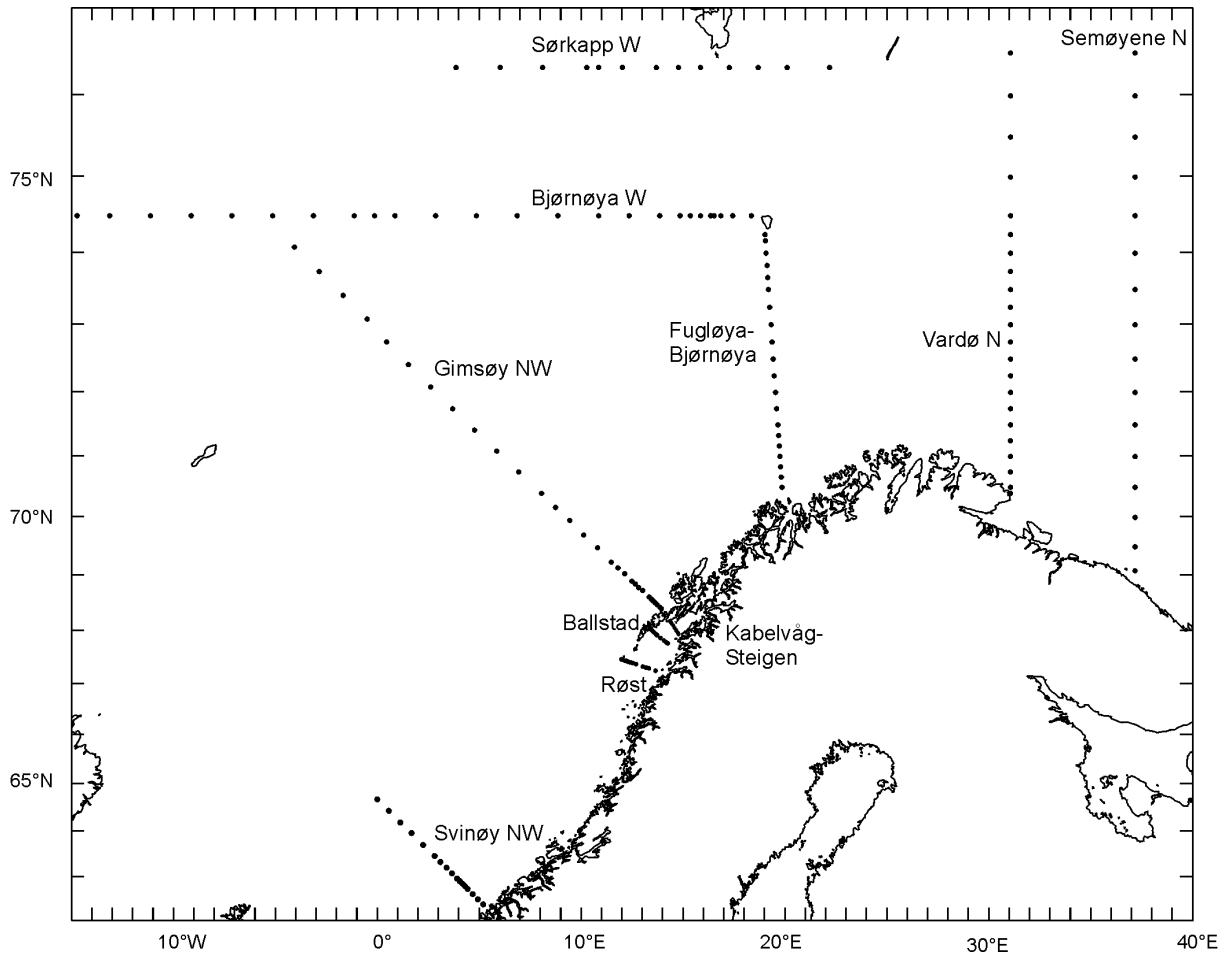 Semøyene N
Sørkapp W
75°N
Bjørnøya W
Fugløya-
Bjørnøya
Vardø N
Gimsøy NW
70°N
Ballstad
Kabelvåg-
Steigen
Røst
65°N
Svinøy NW
10°W
0°
10°E
20°E
30°E
40°E